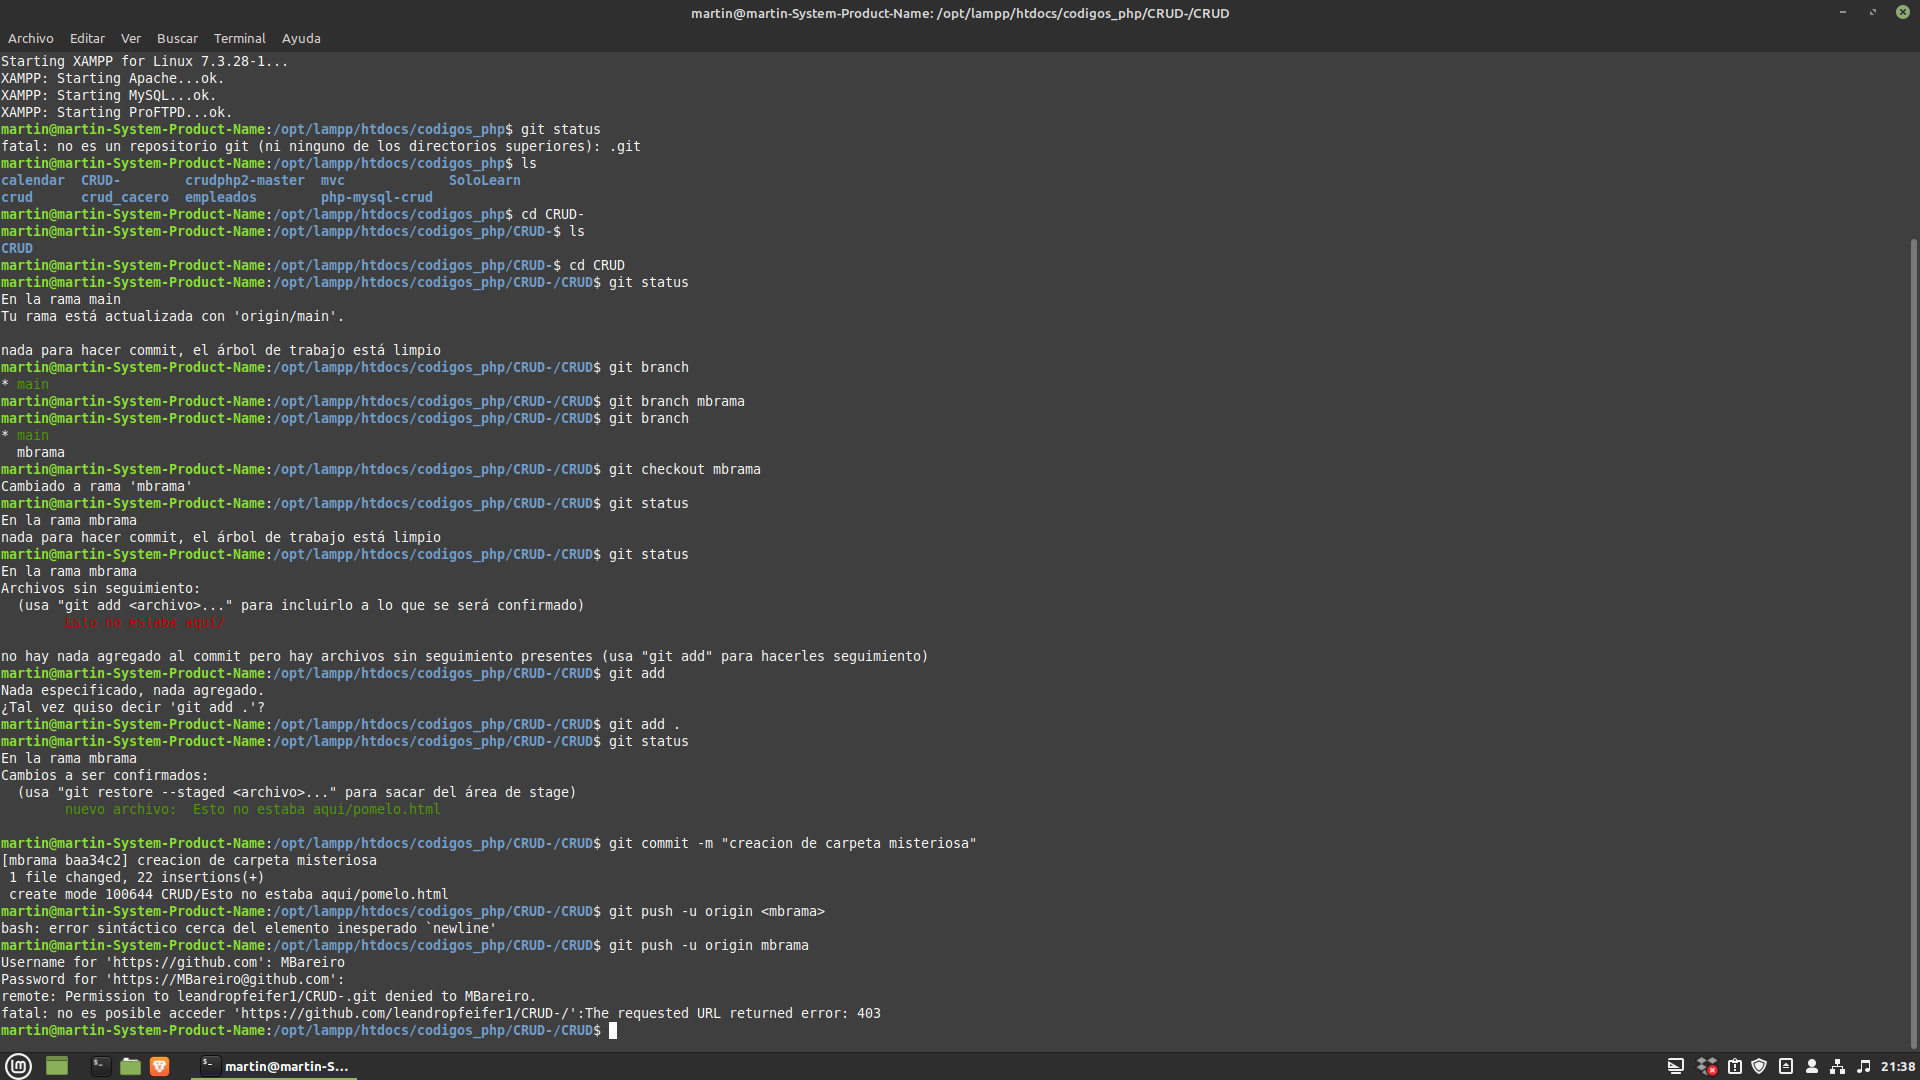 martin@martin-System-Product-Name: /opt/lampp/htdocs/codigos_php/CRUD-/CRUD
Archivo Editar Ver Buscar Terminal Ayuda
Starting XAMPP for Linux 7.3.28-1...
XAMPP: Starting Apache...ok.
XAMPP: Starting MySQL...ok.
XAMPP: Starting ProFTPD...ok.
martin@martin-System-Product-Name:/opt/lampp/htdocs/codigos_php$ git status
fatal: no es un repositorio git (ni ninguno de los directorios superiores): .git
martin@martin-System-Product-Name:/opt/lampp/htdocs/codigos_php$ ls
calendar  CRUD-        crudphp2-master  mvc             SoloLearn
crud      crud_cacero  empleados        php-mysql-crud
martin@martin-System-Product-Name:/opt/lampp/htdocs/codigos_php$ cd CRUD-
martin@martin-System-Product-Name:/opt/lampp/htdocs/codigos_php/CRUD-$ ls
CRUD
martin@martin-System-Product-Name:/opt/lampp/htdocs/codigos_php/CRUD-$ cd CRUD
martin@martin-System-Product-Name:/opt/lampp/htdocs/codigos_php/CRUD-/CRUD$ git status
En la rama main
Tu rama está actualizada con 'origin/main'.
nada para hacer commit, el árbol de trabajo está limpio
martin@martin-System-Product-Name:/opt/lampp/htdocs/codigos_php/CRUD-/CRUD$ git branch
* main
martin@martin-System-Product-Name:/opt/lampp/htdocs/codigos_php/CRUD-/CRUD$ git branch mbrama
martin@martin-System-Product-Name:/opt/lampp/htdocs/codigos_php/CRUD-/CRUD$ git branch
* main
  mbrama
martin@martin-System-Product-Name:/opt/lampp/htdocs/codigos_php/CRUD-/CRUD$ git checkout mbrama
Cambiado a rama 'mbrama'
martin@martin-System-Product-Name:/opt/lampp/htdocs/codigos_php/CRUD-/CRUD$ git status
En la rama mbrama
nada para hacer commit, el árbol de trabajo está limpio
martin@martin-System-Product-Name:/opt/lampp/htdocs/codigos_php/CRUD-/CRUD$ git status
En la rama mbrama
Archivos sin seguimiento:
  (usa "git add <archivo>..." para incluirlo a lo que se será confirmado)
        Esto no estaba aqui/
no hay nada agregado al commit pero hay archivos sin seguimiento presentes (usa "git add" para hacerles seguimiento)
martin@martin-System-Product-Name:/opt/lampp/htdocs/codigos_php/CRUD-/CRUD$ git add
Nada especificado, nada agregado.
¿Tal vez quiso decir 'git add .'?
martin@martin-System-Product-Name:/opt/lampp/htdocs/codigos_php/CRUD-/CRUD$ git add .
martin@martin-System-Product-Name:/opt/lampp/htdocs/codigos_php/CRUD-/CRUD$ git status
En la rama mbrama
Cambios a ser confirmados:
  (usa "git restore --staged <archivo>..." para sacar del área de stage)
        nuevo archivo:  Esto no estaba aqui/pomelo.html
martin@martin-System-Product-Name:/opt/lampp/htdocs/codigos_php/CRUD-/CRUD$ git commit -m "creacion de carpeta misteriosa"
[mbrama baa34c2] creacion de carpeta misteriosa
 1 file changed, 22 insertions(+)
 create mode 100644 CRUD/Esto no estaba aqui/pomelo.html
martin@martin-System-Product-Name:/opt/lampp/htdocs/codigos_php/CRUD-/CRUD$ git push -u origin <mbrama>
bash: error sintáctico cerca del elemento inesperado `newline'
martin@martin-System-Product-Name:/opt/lampp/htdocs/codigos_php/CRUD-/CRUD$ git push -u origin mbrama
Username for 'https://github.com': MBareiro
Password for 'https://MBareiro@github.com':
remote: Permission to leandropfeifer1/CRUD-.git denied to MBareiro.
fatal: no es posible acceder 'https://github.com/leandropfeifer1/CRUD-/':The requested URL returned error: 403
martin@martin-System-Product-Name:/opt/lampp/htdocs/codigos_php/CRUD-/CRUD$
martin@martin-S...
21:38